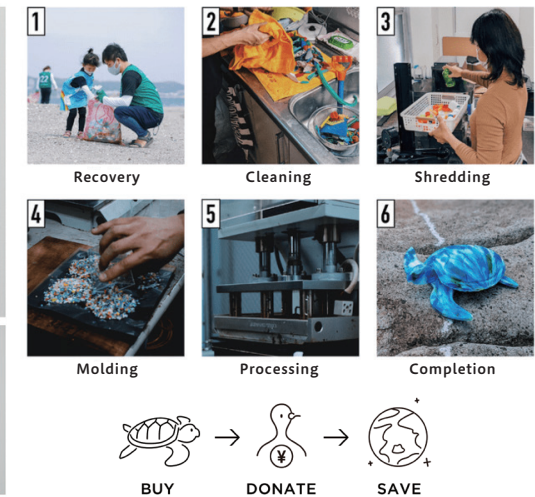 1
2
3
Recovery
Cleaning
Shredding
4
5
6
Molding
Processing
Completion
¥
BUY
DONATE
SAVE